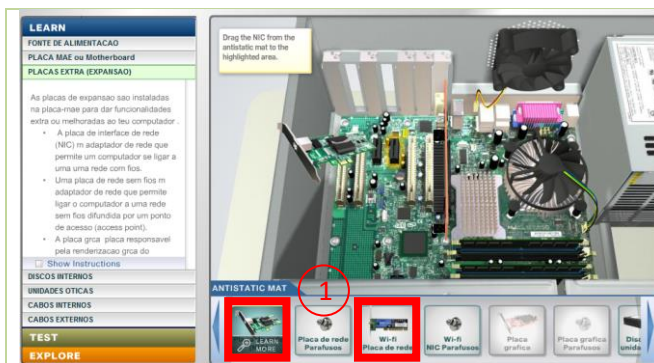 LEARN
FONTE DE ALIMENTACAO
PLACA MAE ou Motherboard
PLACAS EXTRA (EXPANSAO)
As placas de expansao sao instaladas
na placa-mae para dar funcionalidades
extra ou melhoradas ao teu computador .
• A placa de interface de rede
(NIC) m adaptador de rede que
permite um computador se ligar a
uma uma rede com fios.
• Uma placa de rede sem fios m
adaptador de rede que permite
ligar o computador a uma rede
sem fios difundida por um ponto
de acesso (access point).
• A placa grca placa responsavel
pela renderizacao grca do
Show Instructions
DISCOS INTERNOS
UNIDADES OTICAS
CABOS INTERNOS
CABOS EXTERNOS
TEST
EXPLORE
Drag the NIC from the
antistatic mat to the
highlighted area.
ANTISTATIC MAT
1
LEARN
MORE
Placa de rede
Parafusos
Wi-fi
Placa de rede
Wi-fi
NIC Parafusos
Placa
grafica
Placa grafica
Parafusos